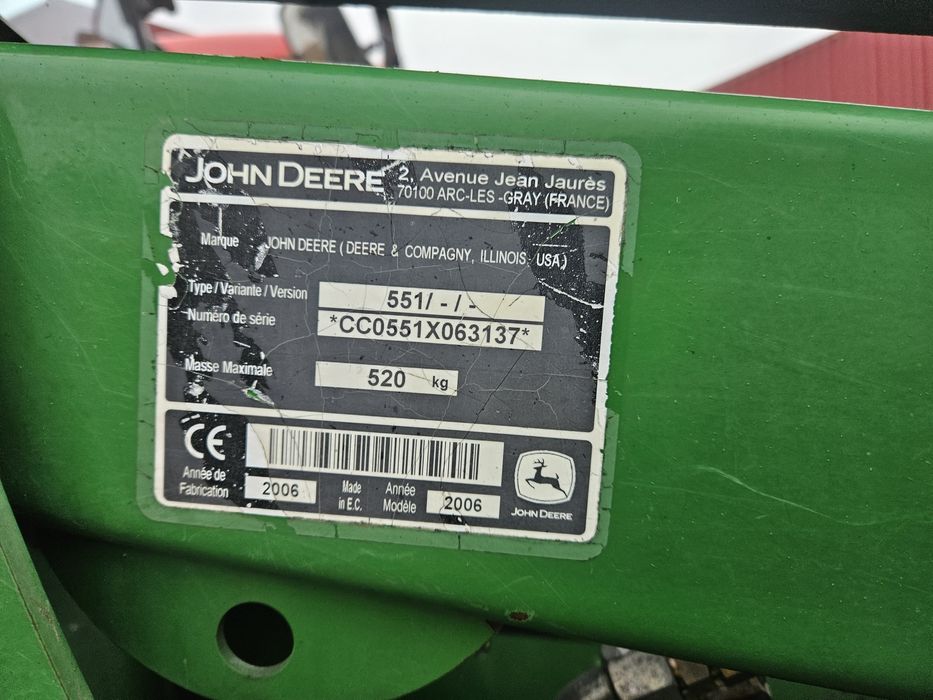 JOHN DEERE
2, Avenue Jean Jaurès
70100 ARC-LES -GRAY (FRANCE)
Marque JOHN DEERE ( DEERE & COMPAGNY, ILLINOIS - USA,)
Type / Variante / Version 551/ - / -
Numéro de série *CC0551X063137*
Masse Maximale 520 kg
CE
Année de Fabrication 2006
Made in E.C.
Année Modèle 2006
JOHN DEERE